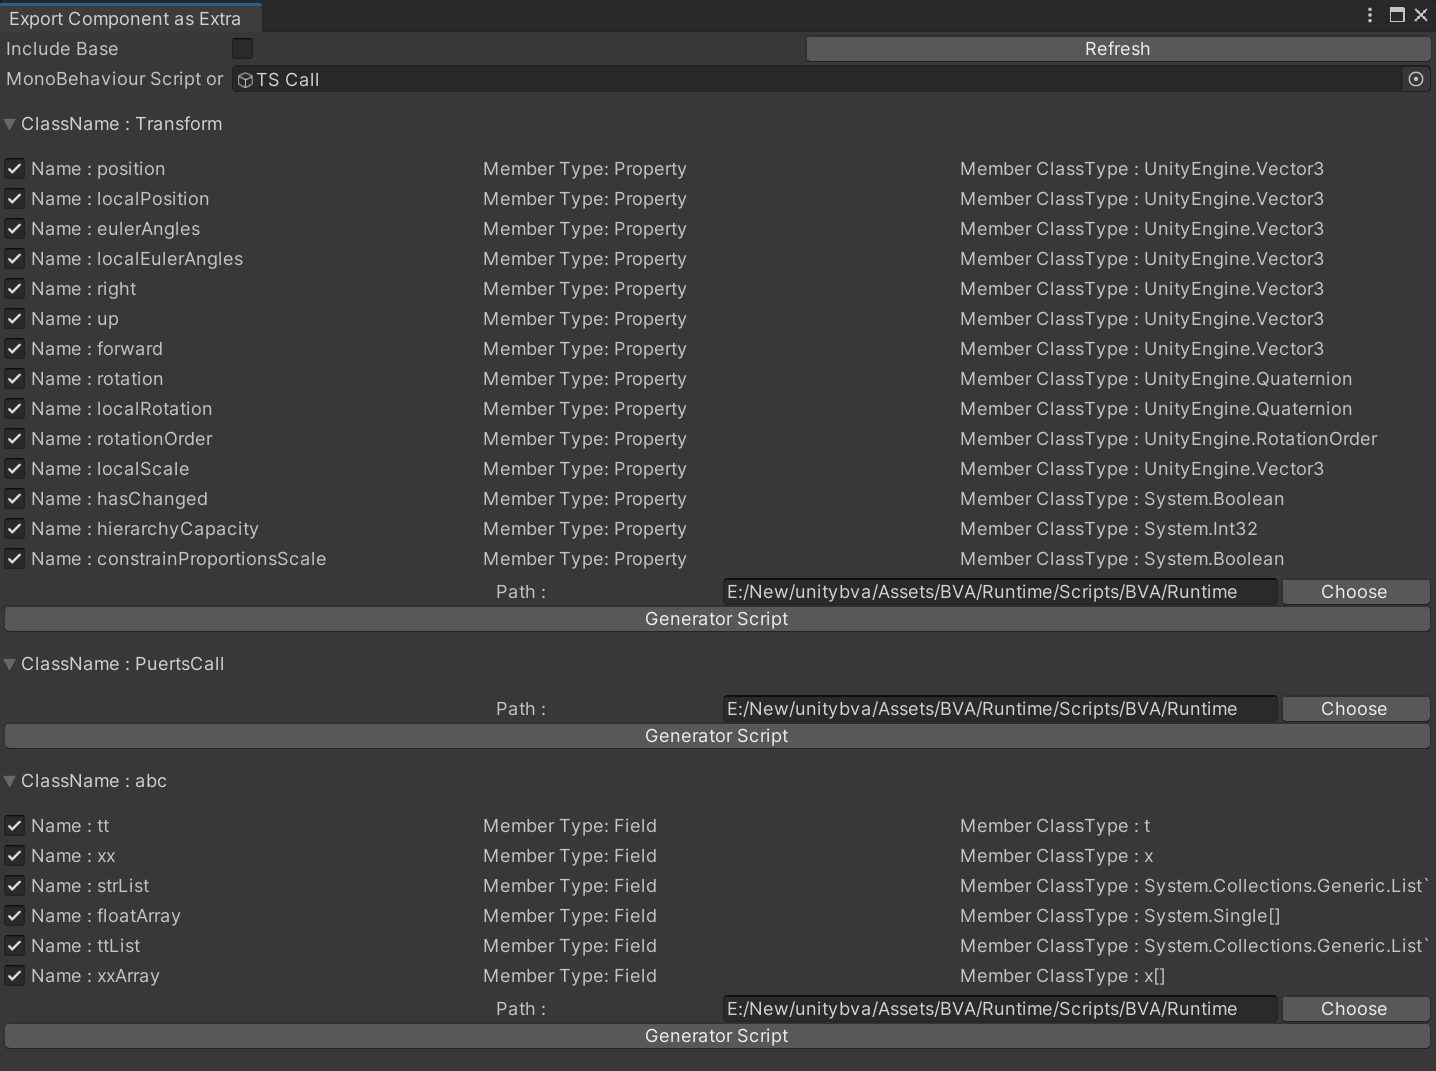 Export Component as Extra
Include Base Refresh
MonoBehaviour Script or TS Call
ClassName : Transform
Name : position Member Type: Property Member ClassType : UnityEngine.Vector3
Name : localPosition Member Type: Property Member ClassType : UnityEngine.Vector3
Name : eulerAngles Member Type: Property Member ClassType : UnityEngine.Vector3
Name : localEulerAngles Member Type: Property Member ClassType : UnityEngine.Vector3
Name : right Member Type: Property Member ClassType : UnityEngine.Vector3
Name : up Member Type: Property Member ClassType : UnityEngine.Vector3
Name : forward Member Type: Property Member ClassType : UnityEngine.Vector3
Name : rotation Member Type: Property Member ClassType : UnityEngine.Quaternion
Name : localRotation Member Type: Property Member ClassType : UnityEngine.Quaternion
Name : rotationOrder Member Type: Property Member ClassType : UnityEngine.RotationOrder
Name : localScale Member Type: Property Member ClassType : UnityEngine.Vector3
Name : hasChanged Member Type: Property Member ClassType : System.Boolean
Name : hierarchyCapacity Member Type: Property Member ClassType : System.Int32
Name : constrainProportionsScale Member Type: Property Member ClassType : System.Boolean
Path : E:/New/unitybva/Assets/BVA/Runtime/Scripts/BVA/Runtime Choose
Generator Script
ClassName : PuertsCall
Path : E:/New/unitybva/Assets/BVA/Runtime/Scripts/BVA/Runtime Choose
Generator Script
ClassName : abc
Name : tt Member Type: Field Member ClassType : t
Name : xx Member Type: Field Member ClassType : x
Name : strList Member Type: Field Member ClassType : System.Collections.Generic.List`
Name : floatArray Member Type: Field Member ClassType : System.Single[]
Name : ttList Member Type: Field Member ClassType : System.Collections.Generic.List`
Name : xxArray Member Type: Field Member ClassType : x[]
Path : E:/New/unitybva/Assets/BVA/Runtime/Scripts/BVA/Runtime Choose
Generator Script